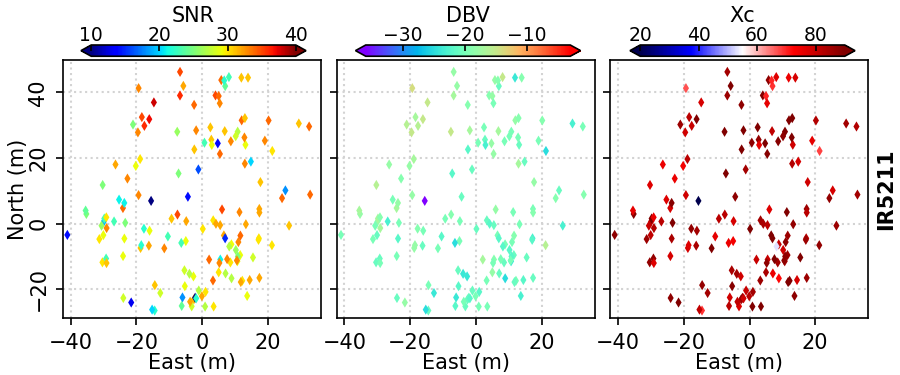 SNR DBV Xc
10 20 30 40 −30 −20 −10 20 40 60 80
40
20
0
−20
North (m)
IR5211
−40 −20 0 20 −40 −20 0 20 −40 −20 0 20
East (m) East (m) East (m)